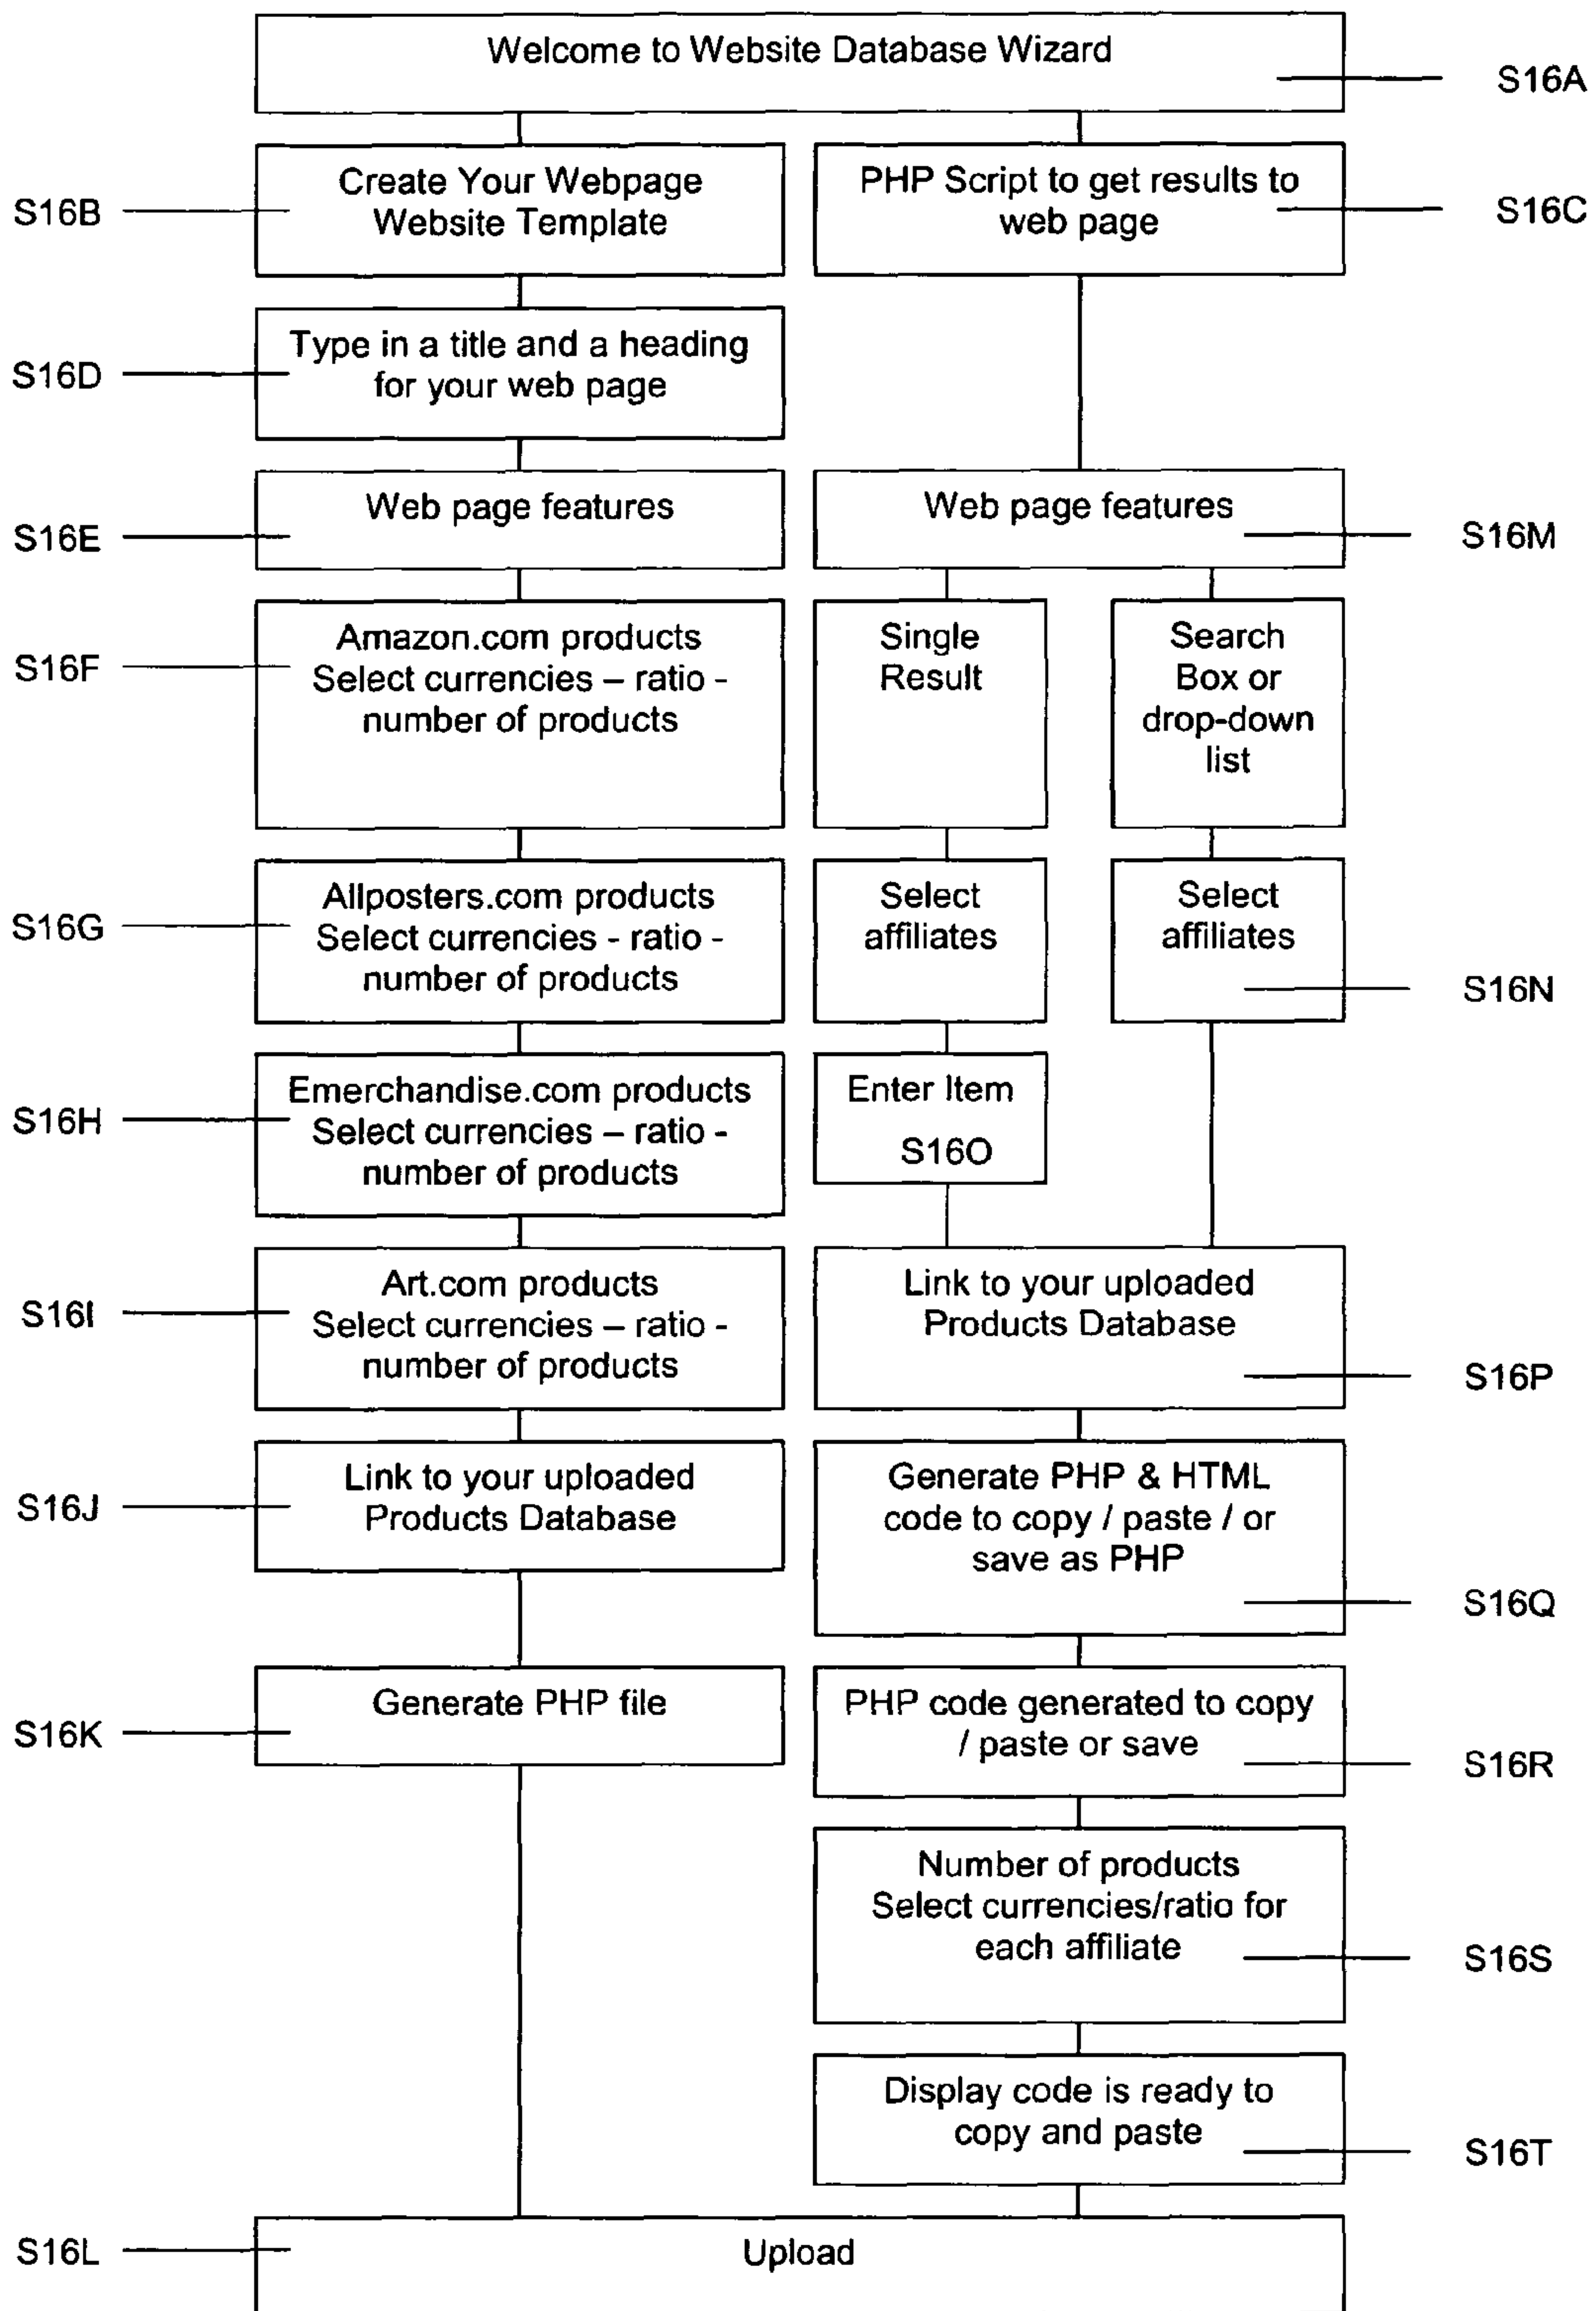 Welcome to Website Database Wizard
S16A
Create Your Webpage
Website Template
S16B
PHP Script to get results to
web page
S16C
Type in a title and a heading
for your web page
S16D
Web page features
S16E
Web page features
S16M
Amazon.com products
Select currencies – ratio -
number of products
S16F
Single
Result
Search
Box or
drop-down
list
Allposters.com products
Select currencies - ratio -
number of products
S16G
Select
affiliates
Select
affiliates
S16N
Emerchandise.com products
Select currencies – ratio -
number of products
S16H
Enter Item
S16O
Art.com products
Select currencies – ratio -
number of products
S16I
Link to your uploaded
Products Database
S16P
Link to your uploaded
Products Database
S16J
Generate PHP & HTML
code to copy / paste / or
save as PHP
S16Q
Generate PHP file
S16K
PHP code generated to copy
/ paste or save
S16R
Number of products
Select currencies/ratio for
each affiliate
S16S
Display code is ready to
copy and paste
S16T
Upload
S16L